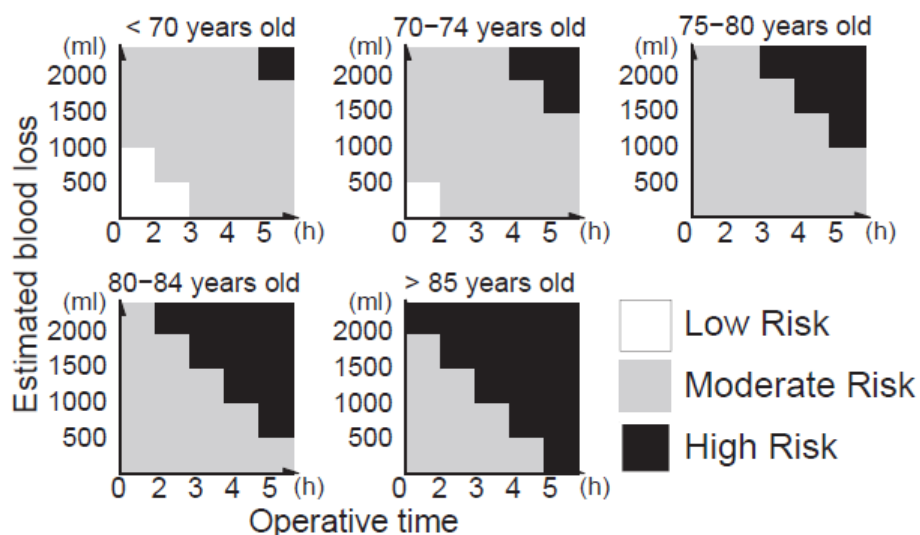 < 70 years old
70−74 years old
75−80 years old
(ml)
2000
1500
1000
500
0 2 3 4 5 (h)
(ml)
2000
1500
1000
500
0 2 3 4 5 (h)
(ml)
2000
1500
1000
500
0 2 3 4 5 (h)
Estimated blood loss
80−84 years old
> 85 years old
(ml)
2000
1500
1000
500
0 2 3 4 5 (h)
(ml)
2000
1500
1000
500
0 2 3 4 5 (h)
Operative time
Low Risk
Moderate Risk
High Risk